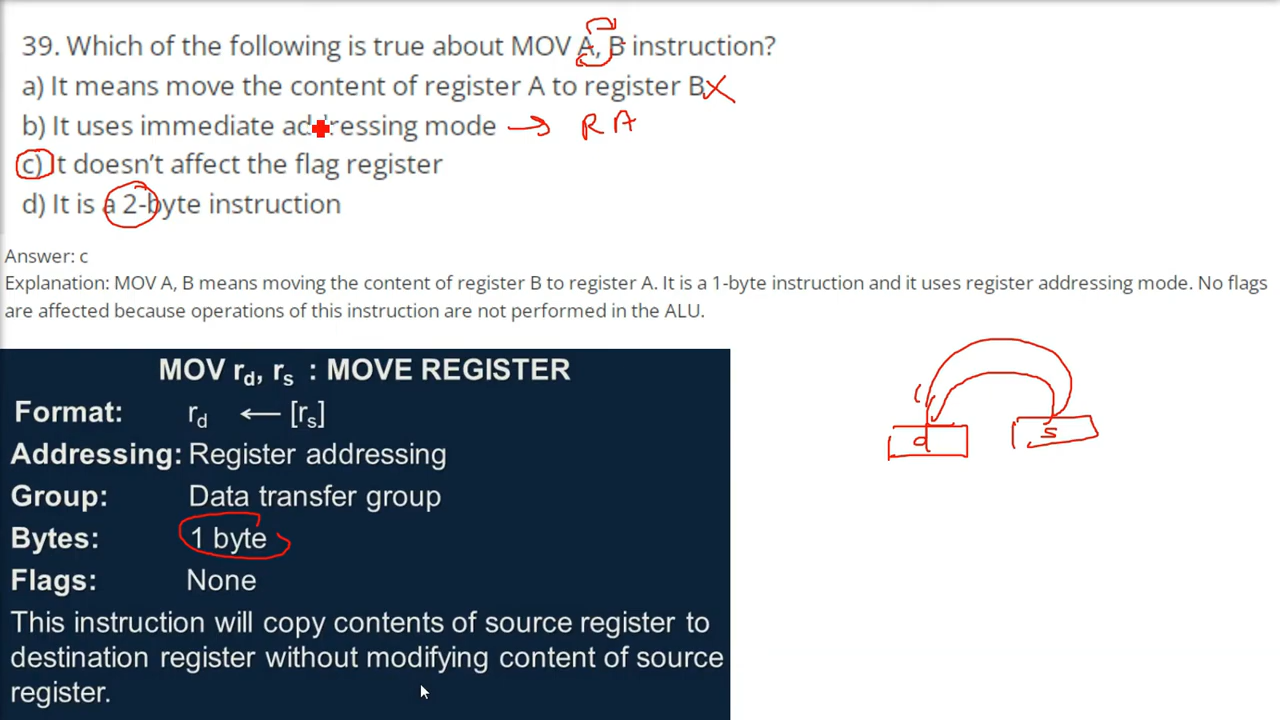 39. Which of the following is true about MOV A, B instruction?
a) It means move the content of register A to register B X
b) It uses immediate addressing mode → R A
c) It doesn't affect the flag register
d) It is a 2-byte instruction
Answer: c
Explanation: MOV A, B means moving the content of register B to register A. It is a 1-byte instruction and it uses register addressing mode. No flags
are affected because operations of this instruction are not performed in the ALU.
MOV rd, rs : MOVE REGISTER
Format: rd ← [rs]
Addressing: Register addressing
Group: Data transfer group
Bytes: 1 byte
Flags: None
This instruction will copy contents of source register to
destination register without modifying content of source
register.
d s